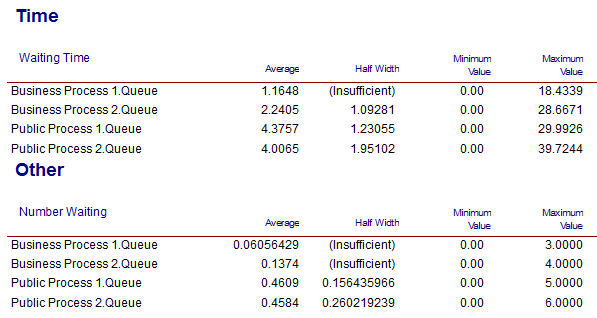 Time
Waiting Time Average Half Width Minimum Value Maximum Value
Business Process 1.Queue 1.1648 (Insufficient) 0.00 18.4339
Business Process 2.Queue 2.2405 1.09281 0.00 28.6671
Public Process 1.Queue 4.3757 1.23055 0.00 29.9926
Public Process 2.Queue 4.0065 1.95102 0.00 39.7244
Other
Number Waiting Average Half Width Minimum Value Maximum Value
Business Process 1.Queue 0.06056429 (Insufficient) 0.00 3.0000
Business Process 2.Queue 0.1374 (Insufficient) 0.00 4.0000
Public Process 1.Queue 0.4609 0.156435966 0.00 5.0000
Public Process 2.Queue 0.4584 0.260219239 0.00 6.0000